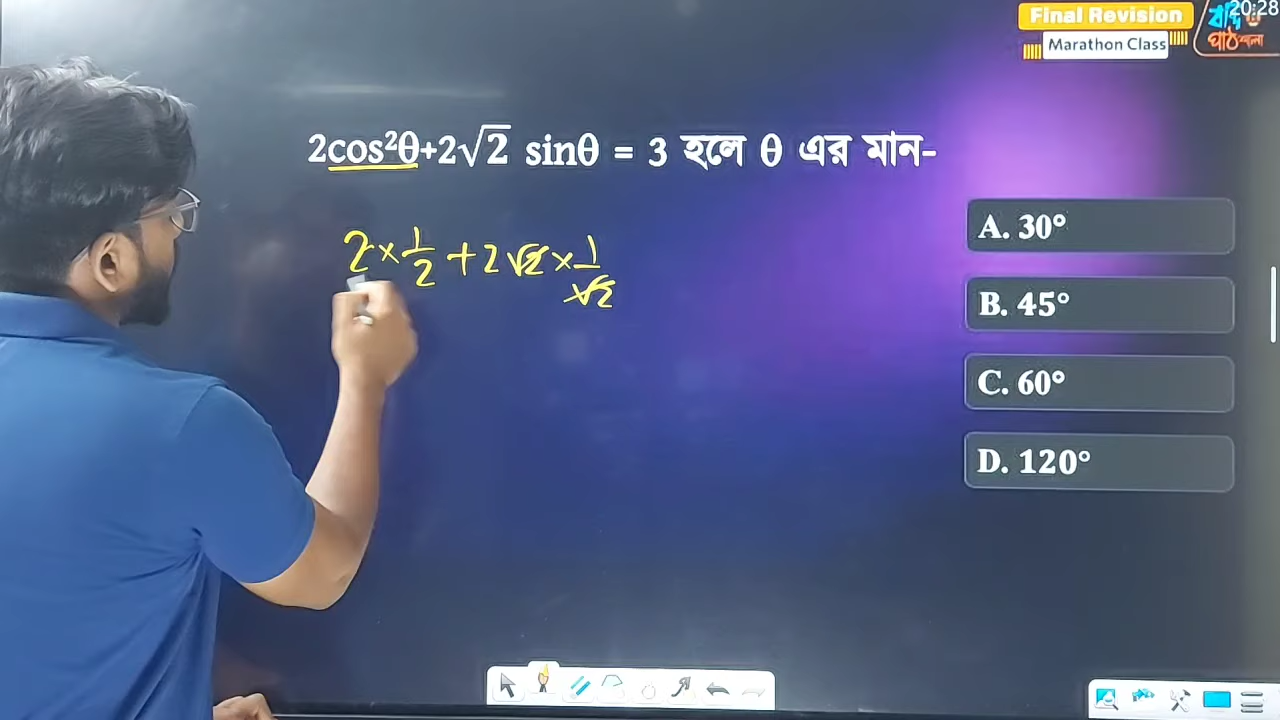 20:28
Final Revision
Marathon Class
পাঠশালা
2cos²θ+2√2 sinθ = 3 হলে θ এর মান-
2 × 1/2 + 2√2 × 1/√2
A. 30°
B. 45°
C. 60°
D. 120°